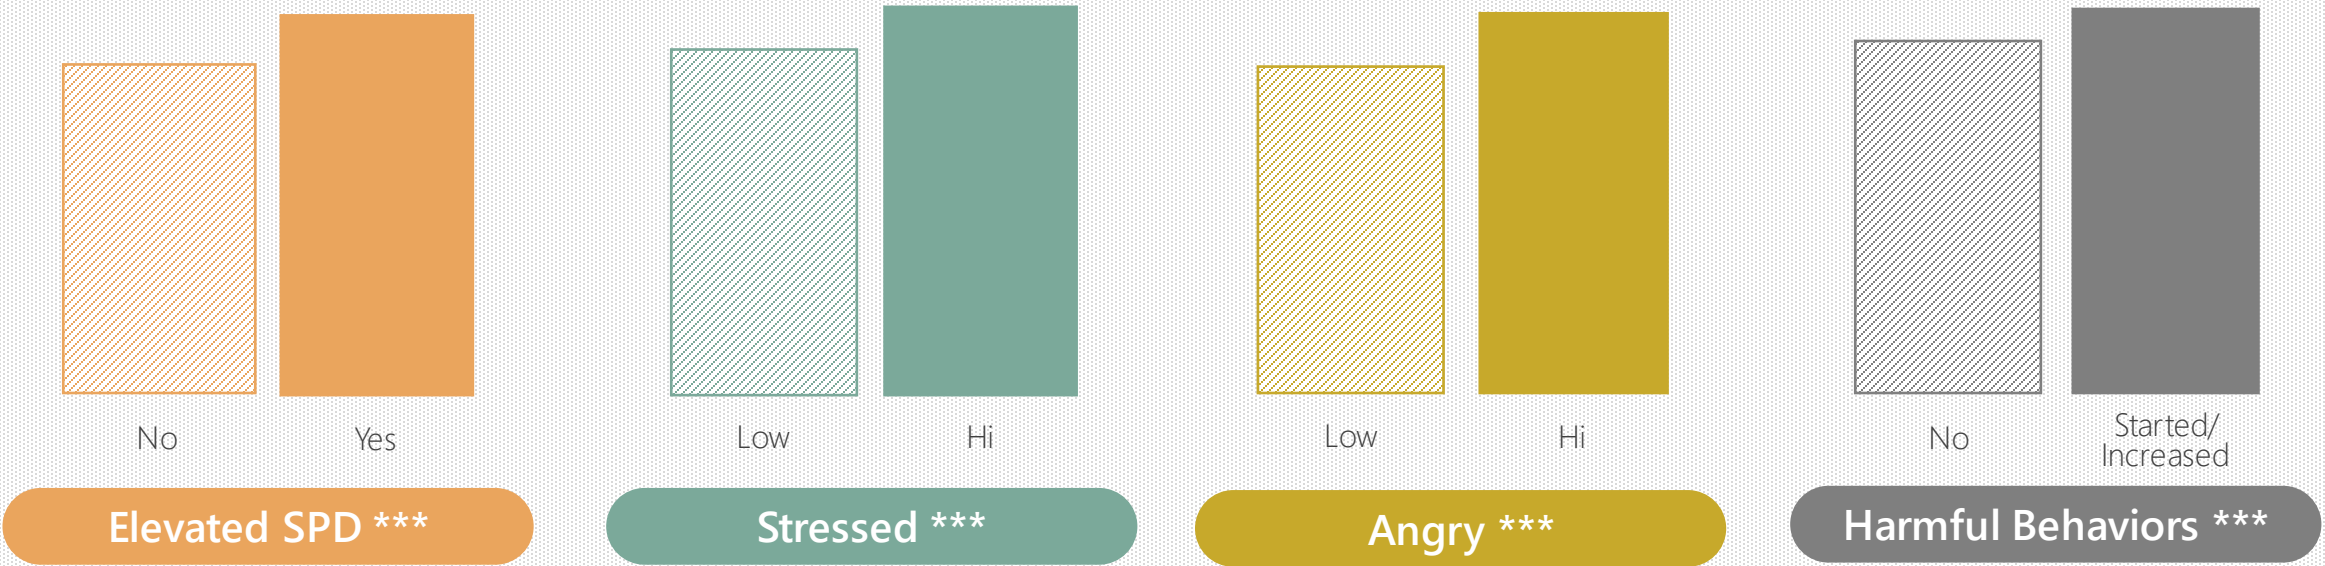 No Yes Low Hi Low Hi No Started/
Increased
Elevated SPD *** Stressed *** Angry *** Harmful Behaviors ***